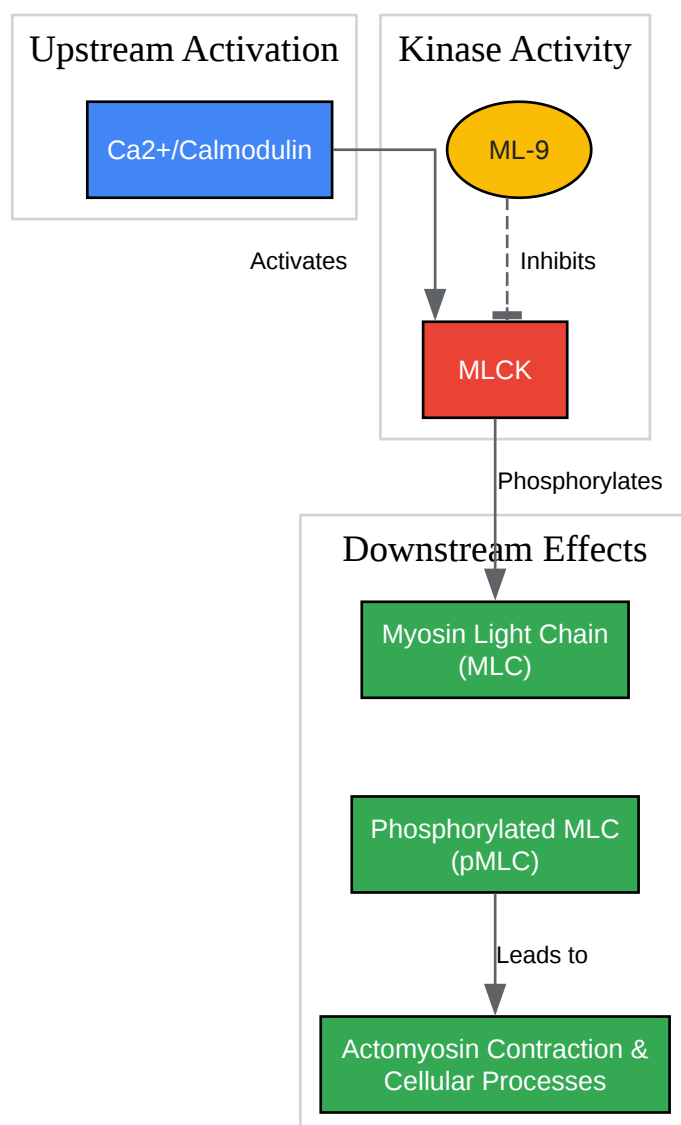 Upstream Activation
Kinase Activity
Ca2+/Calmodulin
ML-9
Activates
Inhibits
MLCK
Phosphorylates
Downstream Effects
Myosin Light Chain
(MLC)
Phosphorylated MLC
(pMLC)
Leads to
Actomyosin Contraction &
Cellular Processes